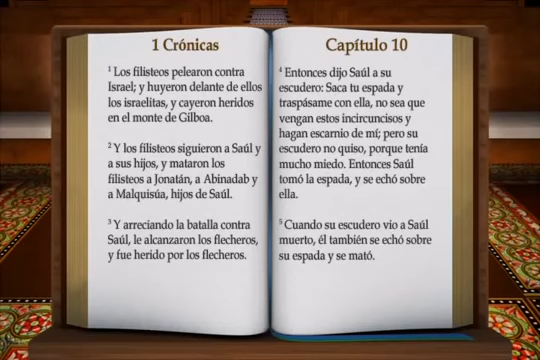 1 Crónicas
¹ Los filisteos pelearon contra
Israel; y huyeron delante de ellos
los israelitas, y cayeron heridos
en el monte de Gilboa.
² Y los filisteos siguieron a Saúl y
a sus hijos, y mataron los
filisteos a Jonatán, a Abinadab y
a Malquisúa, hijos de Saúl.
³ Y arreciando la batalla contra
Saúl, le alcanzaron los flecheros,
y fue herido por los flecheros.
Capítulo 10
⁴ Entonces dijo Saúl a su
escudero: Saca tu espada y
traspásame con ella, no sea que
vengan estos incircuncisos y
hagan escarnio de mí; pero su
escudero no quiso, porque tenía
mucho miedo. Entonces Saúl
tomó la espada, y se echó sobre
ella.
⁵ Cuando su escudero vio a Saúl
muerto, él también se echó sobre
su espada y se mató.